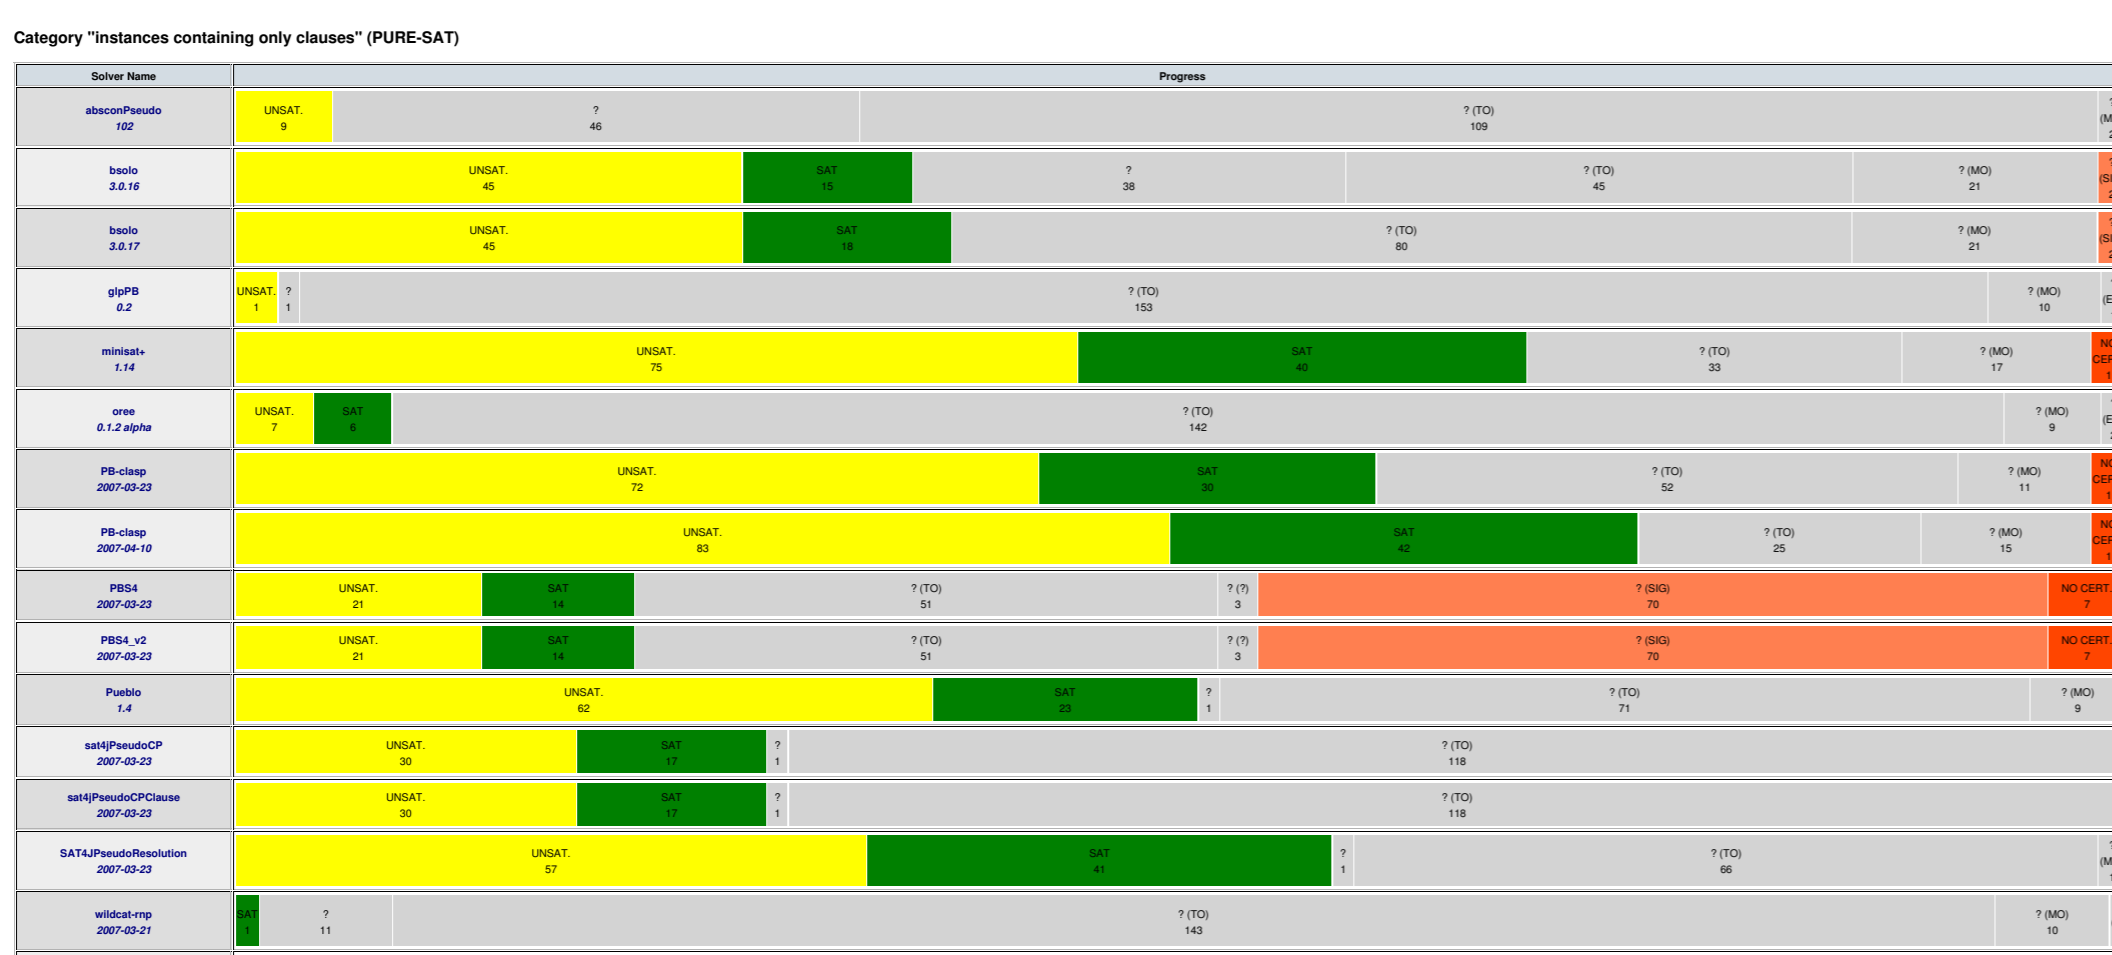 Category "instances containing only clauses" (PURE-SAT)
Solver Name Progress
absconPseudo
102
UNSAT.
9
?
46
? (TO)
109
bsolo
3.0.16
UNSAT.
45
SAT
15
?
38
? (TO)
45
? (MO)
21
bsolo
3.0.17
UNSAT.
45
SAT
18
? (TO)
80
? (MO)
21
glpPB
0.2
UNSAT.
1
?
1
? (TO)
153
? (MO)
10
minisat+
1.14
UNSAT.
75
SAT
40
? (TO)
33
? (MO)
17
oree
0.1.2 alpha
UNSAT.
7
SAT
6
? (TO)
142
? (MO)
9
PB-clasp
2007-03-23
UNSAT.
72
SAT
30
? (TO)
52
? (MO)
11
PB-clasp
2007-04-10
UNSAT.
83
SAT
42
? (TO)
25
? (MO)
15
PBS4
2007-03-23
UNSAT.
21
SAT
14
? (TO)
51
? (?)
3
? (SIG)
70
NO CERT.
7
PBS4_v2
2007-03-23
UNSAT.
21
SAT
14
? (TO)
51
? (?)
3
? (SIG)
70
NO CERT.
7
Pueblo
1.4
UNSAT.
62
SAT
23
?
1
? (TO)
71
? (MO)
9
sat4jPseudoCP
2007-03-23
UNSAT.
30
SAT
17
?
1
? (TO)
118
sat4jPseudoCPClause
2007-03-23
UNSAT.
30
SAT
17
?
1
? (TO)
118
SAT4JPseudoResolution
2007-03-23
UNSAT.
57
SAT
41
?
1
? (TO)
66
wildcat-rnp
2007-03-21
SAT
1
?
11
? (TO)
143
? (MO)
10